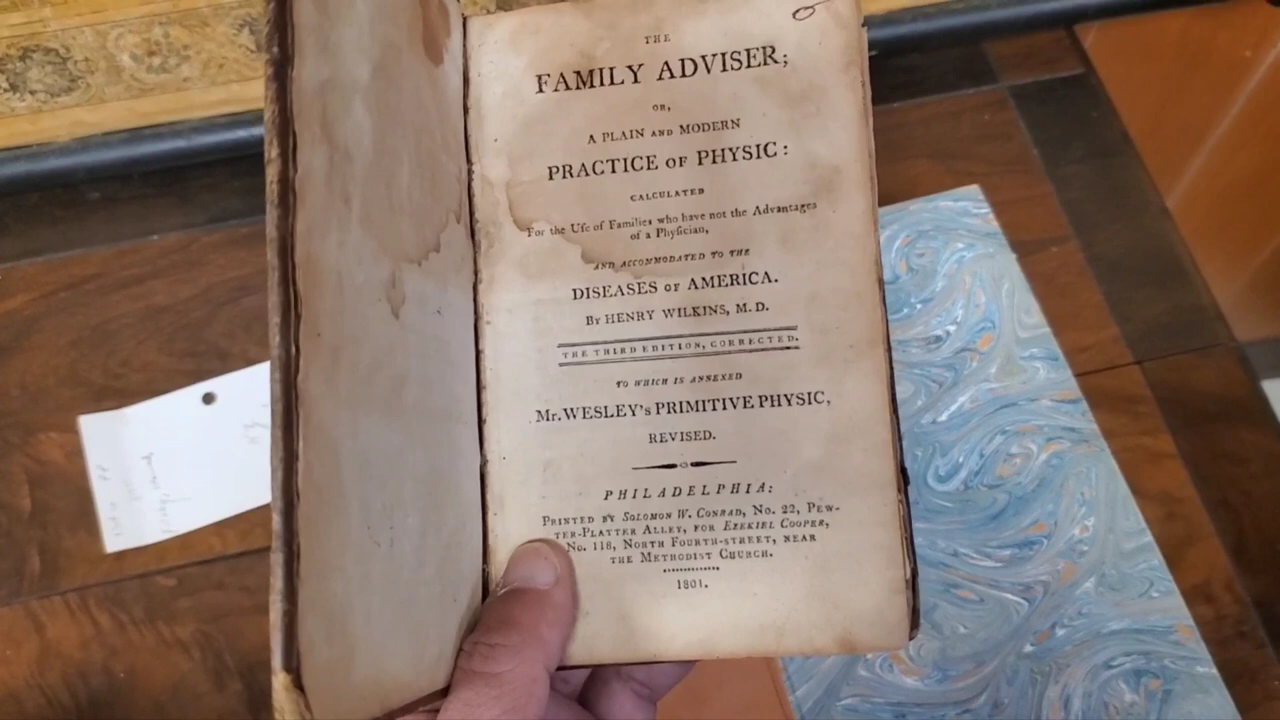 THE
FAMILY ADVISER;
OR,
A PLAIN AND MODERN
PRACTICE OF PHYSIC:
CALCULATED
For the Uſe of Families who have not the Advantages
of a Phyſician,
AND ACCOMMODATED TO THE
DISEASES OF AMERICA.
By HENRY WILKINS, M. D.
THE THIRD EDITION, CORRECTED.
TO WHICH IS ANNEXED
Mr. WESLEY's PRIMITIVE PHYSIC,
REVISED.
PHILADELPHIA:
PRINTED BY SOLOMON W. CONRAD, No. 22, PEW-
TER-PLATTER ALLEY, FOR EZEKIEL COOPER,
No. 118, NORTH FOURTH-STREET, NEAR
THE METHODIST CHURCH.
1801.